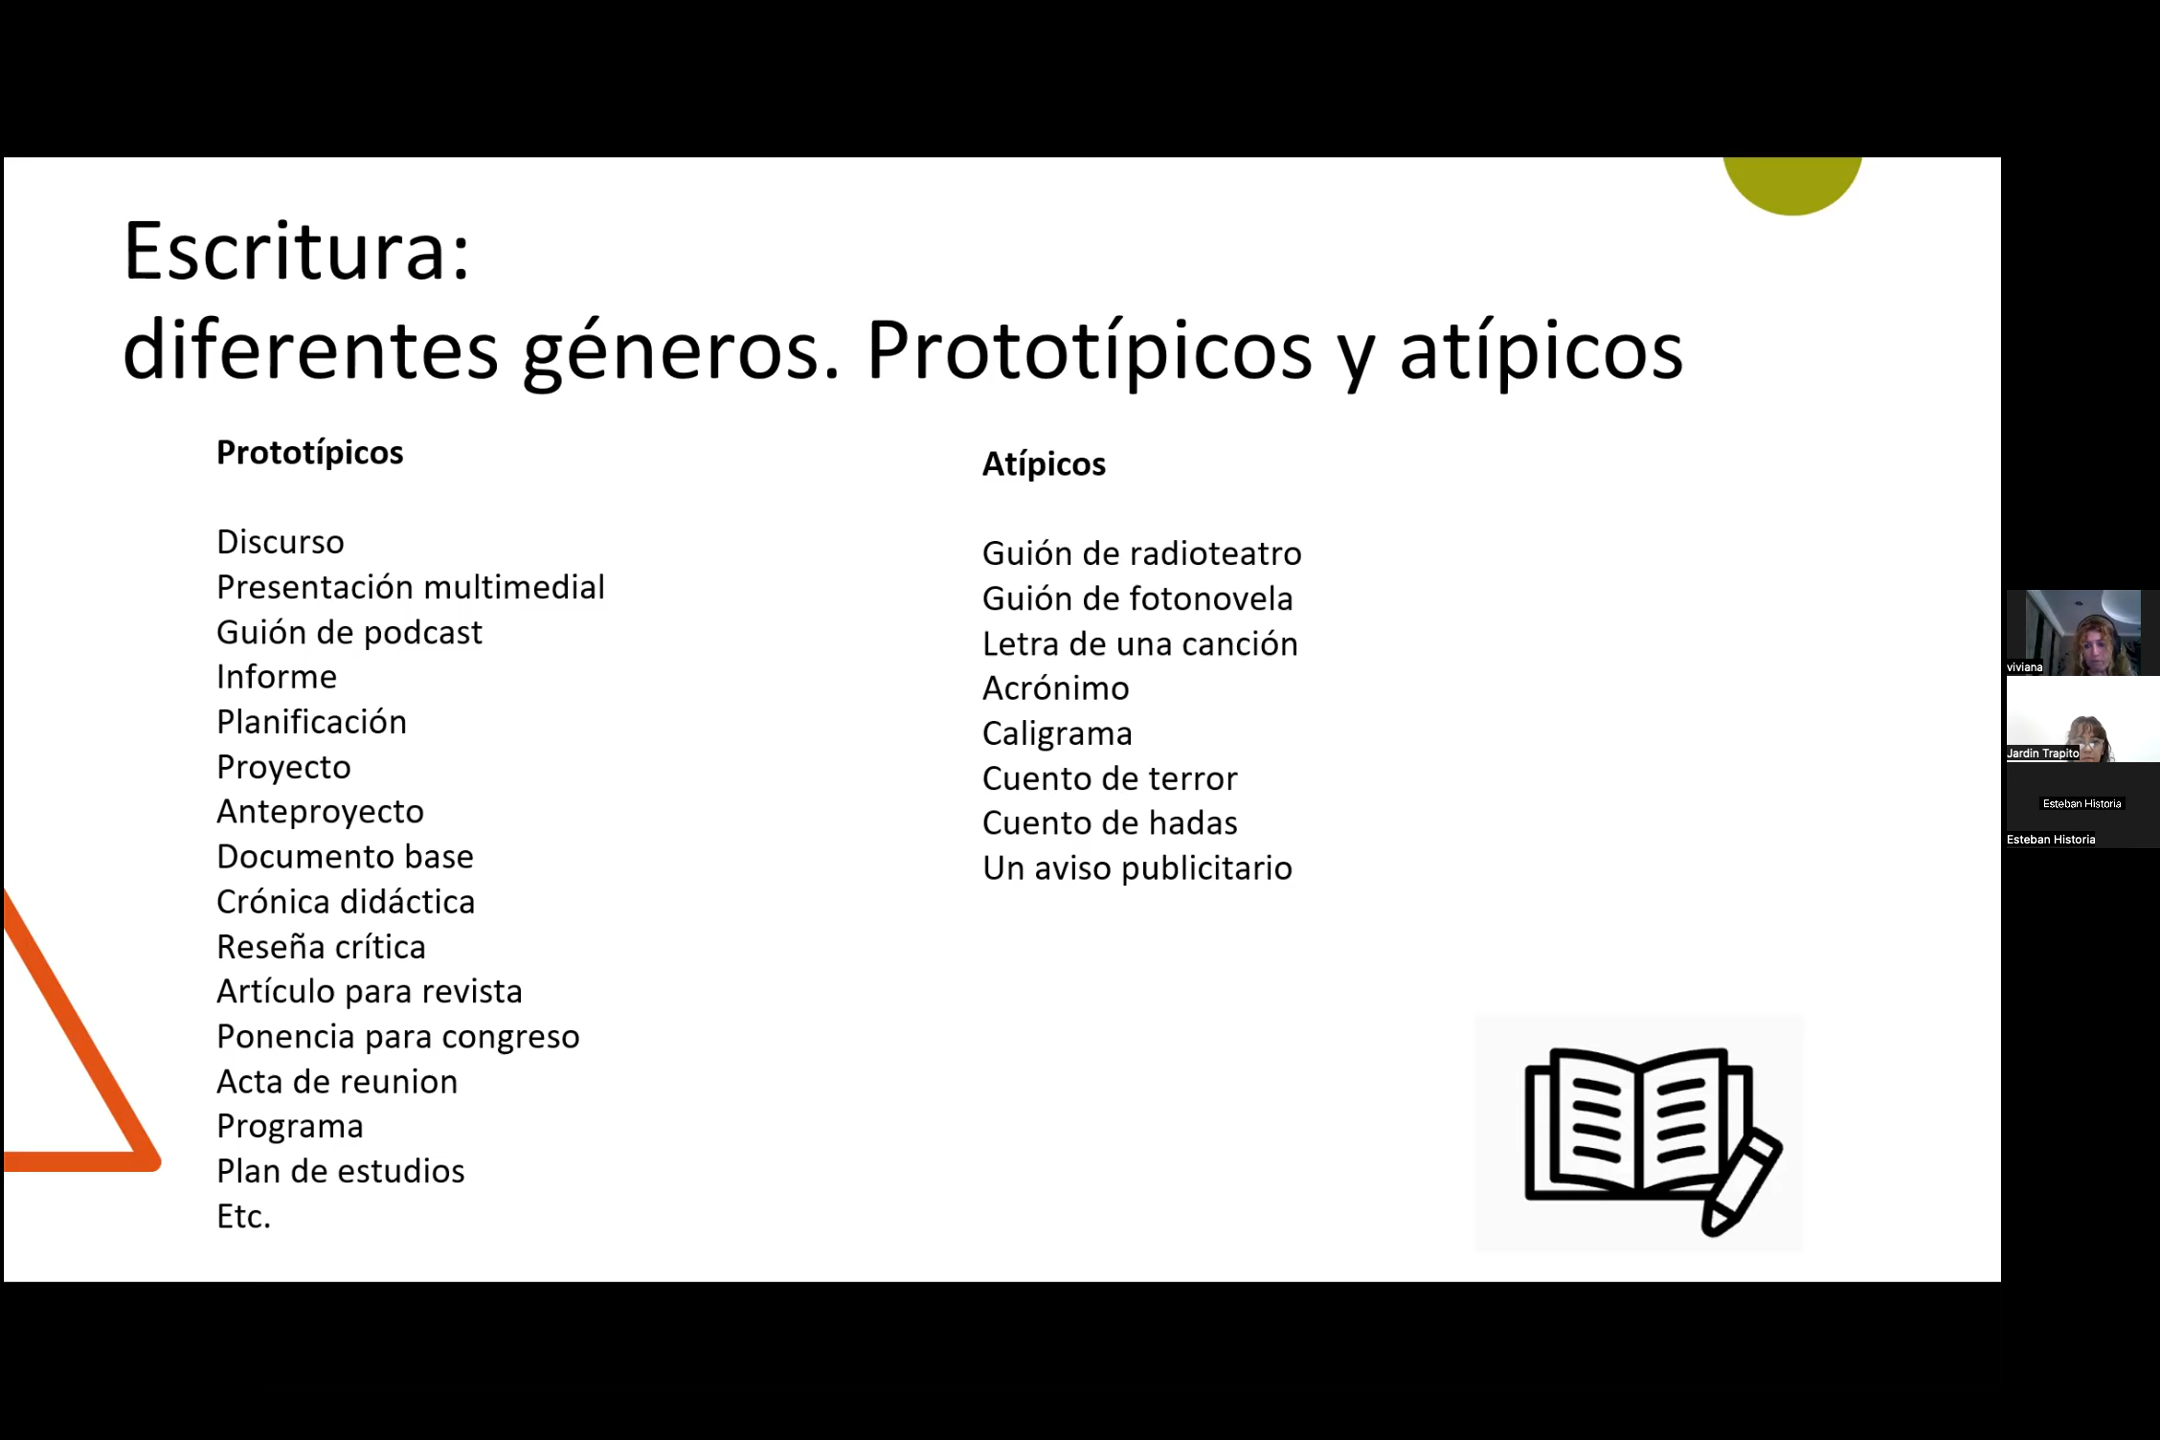 Escritura:
diferentes géneros. Prototípicos y atípicos
Prototípicos
Discurso
Presentación multimedial
Guión de podcast
Informe
Planificación
Proyecto
Anteproyecto
Documento base
Crónica didáctica
Reseña crítica
Artículo para revista
Ponencia para congreso
Acta de reunion
Programa
Plan de estudios
Etc.
Atípicos
Guión de radioteatro
Guión de fotonovela
Letra de una canción
Acrónimo
Caligrama
Cuento de terror
Cuento de hadas
Un aviso publicitario
viviana
Jardin Trapito
Esteban Historia
Esteban Historia